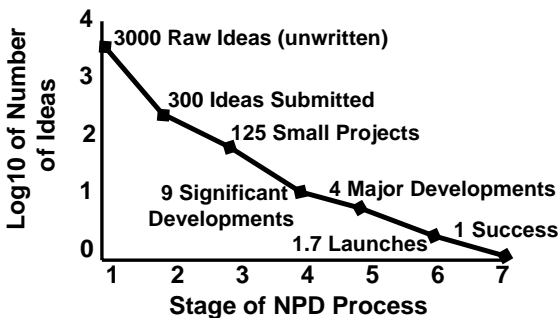 4
3000 Raw Ideas (unwritten)
3
300 Ideas Submitted
125 Small Projects
2
Log10 of Number
of Ideas
1
9 Significant
Developments
4 Major Developments
1 Success
1.7 Launches
0
1 2 3 4 5 6 7
Stage of NPD Process